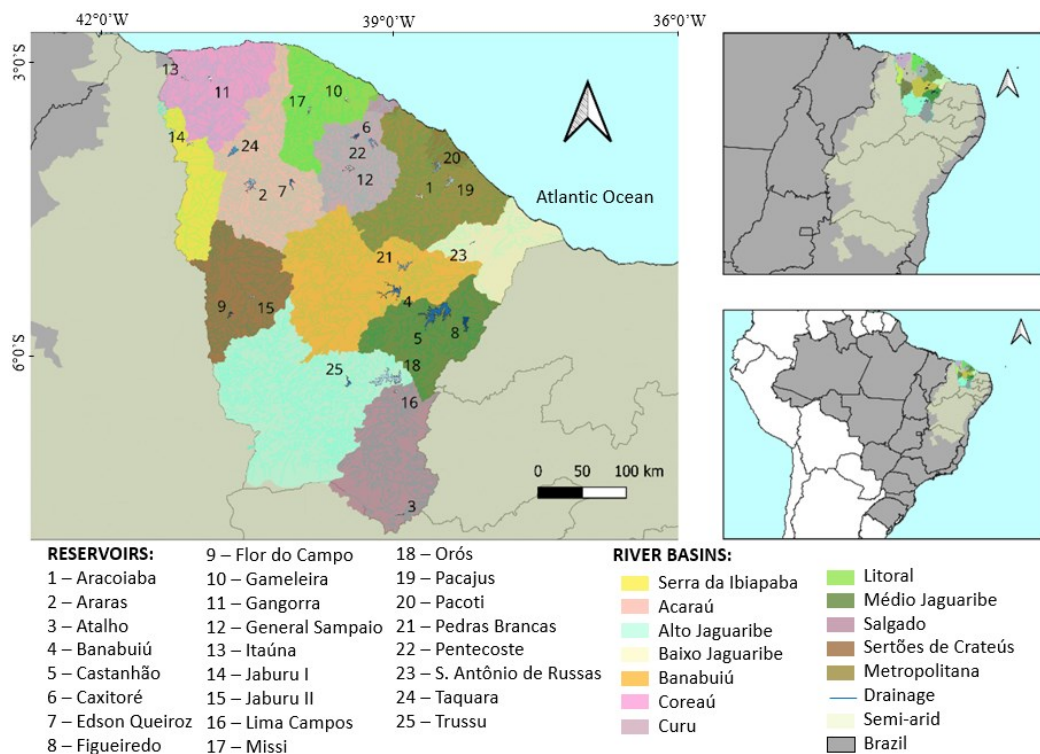 42°0'W
39°0'W
36°0'W
3°0'S
6°0'S
13
11
17
10
14
24
6
22
12
20
2
7
1
19
Atlantic Ocean
21
23
4
9
15
5
8
18
25
16
3
0 50 100 km
RESERVOIRS:
1 – Aracoiaba
2 – Araras
3 – Atalho
4 – Banabuiú
5 – Castanhão
6 – Caxitoré
7 – Edson Queiroz
8 – Figueiredo
9 – Flor do Campo
10 – Gameleira
11 – Gangorra
12 – General Sampaio
13 – Itaúna
14 – Jaburu I
15 – Jaburu II
16 – Lima Campos
17 – Missi
18 – Orós
19 – Pacajus
20 – Pacoti
21 – Pedras Brancas
22 – Pentecoste
23 – S. Antônio de Russas
24 – Taquara
25 – Trussu
RIVER BASINS:
Serra da Ibiapaba
Acaraú
Alto Jaguaribe
Baixo Jaguaribe
Banabuiú
Coreaú
Curu
Litoral
Médio Jaguaribe
Salgado
Sertões de Crateús
Metropolitana
Drainage
Semi-arid
Brazil